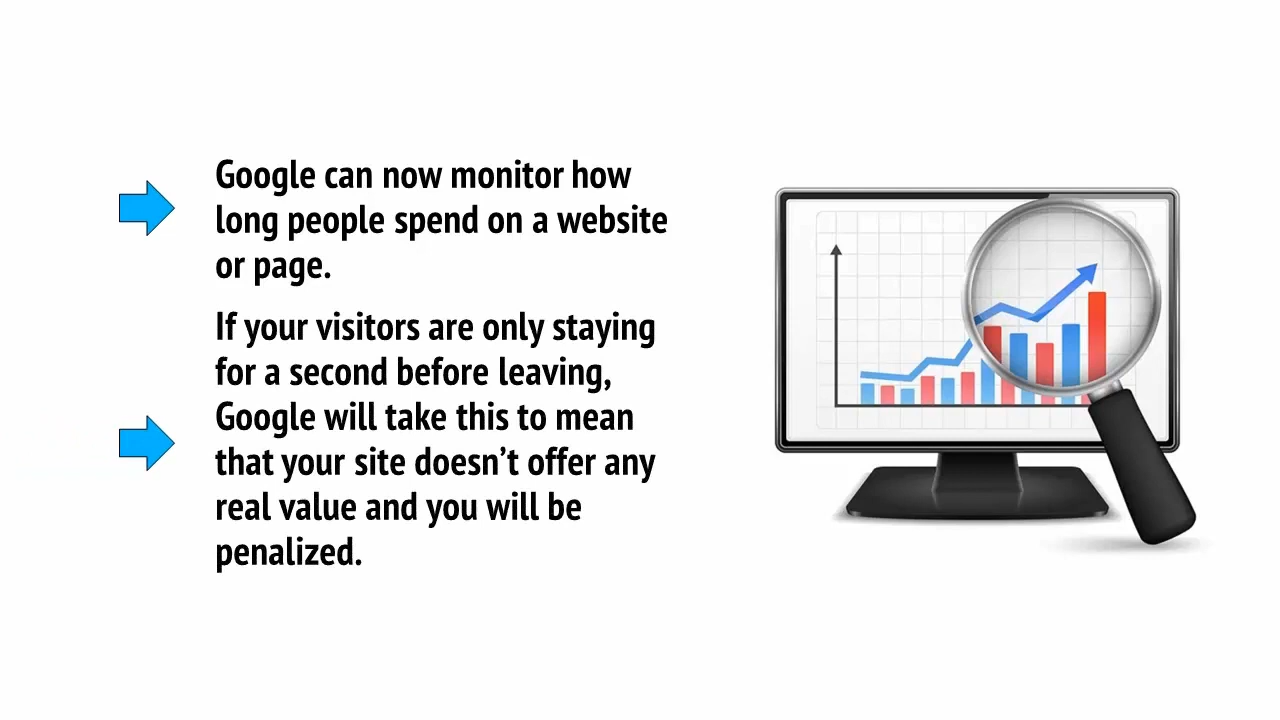 Google can now monitor how
long people spend on a website
or page.
If your visitors are only staying
for a second before leaving,
Google will take this to mean
that your site doesn’t offer any
real value and you will be
penalized.